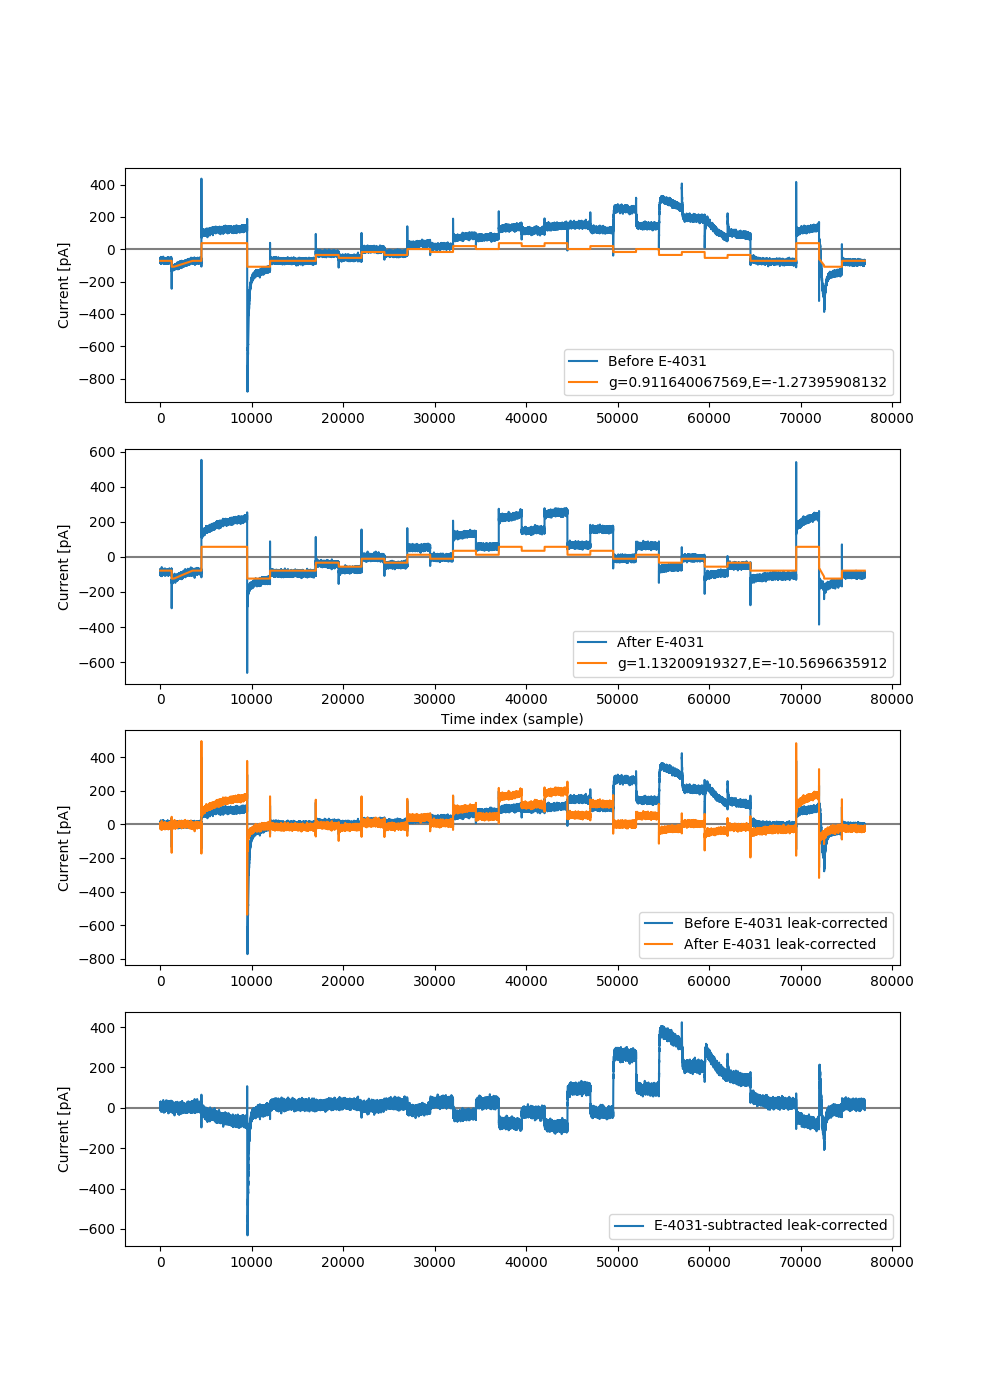 400
200
0
−200
−400
−600
−800
Current [pA]
Before E-4031
g=0.911640067569,E=-1.27395908132
0 10000 20000 30000 40000 50000 60000 70000 80000
600
400
200
0
−200
−400
−600
Current [pA]
After E-4031
g=1.13200919327,E=-10.5696635912
0 10000 20000 30000 40000 50000 60000 70000 80000
Time index (sample)
400
200
0
−200
−400
−600
−800
Current [pA]
Before E-4031 leak-corrected
After E-4031 leak-corrected
0 10000 20000 30000 40000 50000 60000 70000 80000
400
200
0
−200
−400
−600
Current [pA]
E-4031-subtracted leak-corrected
0 10000 20000 30000 40000 50000 60000 70000 80000